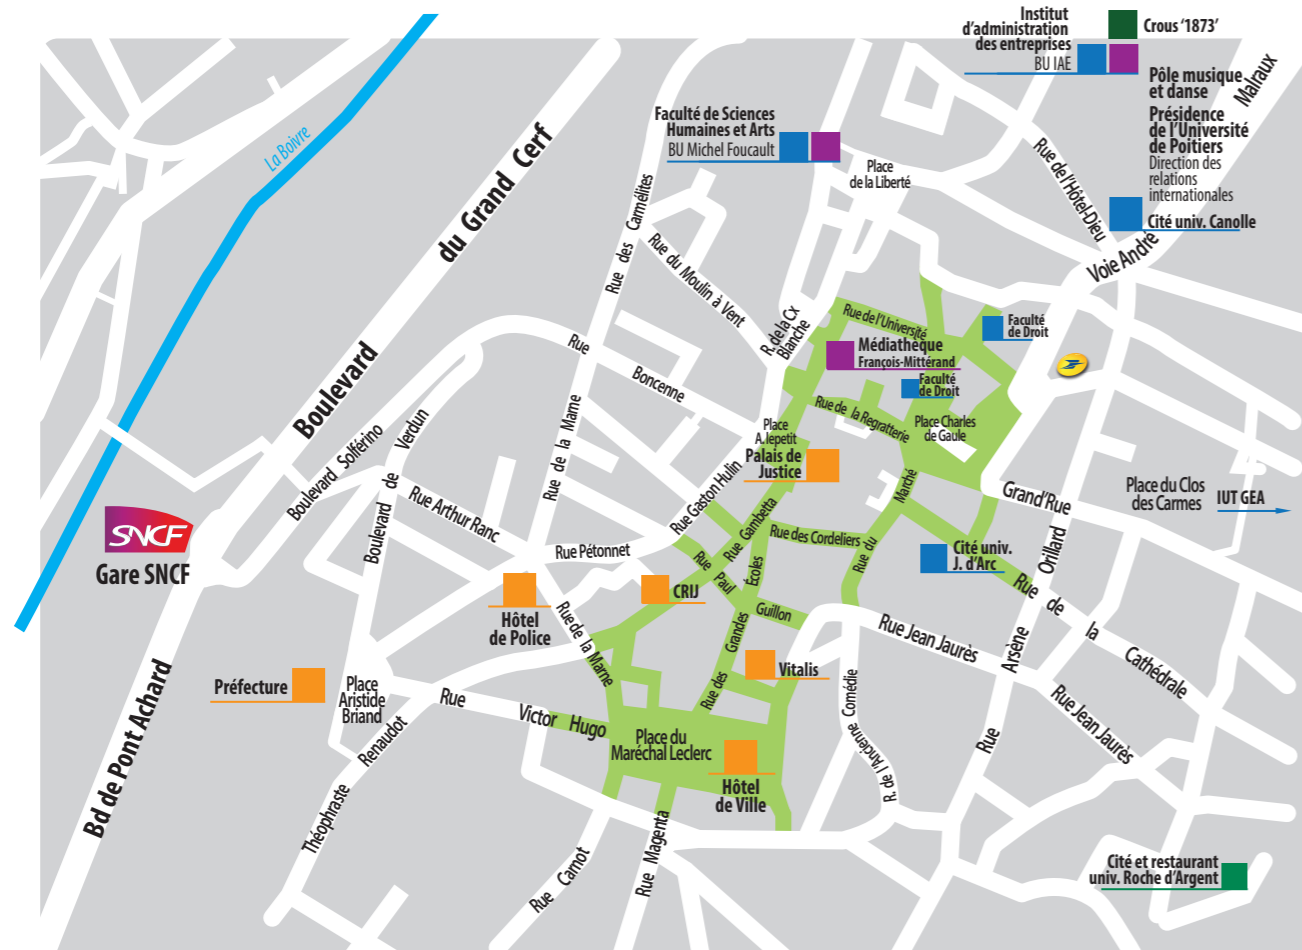 Institut
d'administration
des entreprises
BU IAE
Crous ‘1873’
Pôle musique
et danse
Présidence
de l'Université
de Poitiers
Direction des
relations
internationales
Cité univ. Canolle
Voie André
Malraux
Rue de l'Hôtel-Dieu
Faculté de Sciences
Humaines et Arts
BU Michel Foucault
Place
de la Liberté
La Boivre
Boulevard
du Grand Cerf
Rue des Carmélites
Rue du Moulin à Vent
R. de la Cx
Blanche
Rue de l'Université
Faculté
de Droit
Médiathèque
François-Mittérand
Faculté
de Droit
Rue
Boncenne
Rue de la Regratterie
Place Charles
de Gaule
Place
A. lepetit
Palais de
Justice
Boulevard Solférino
Boulevard de Verdun
Rue de la Marne
Rue Arthur Ranc
Rue Gaston Hulin
Rue Gambetta
Marché
Rue du
Grand'Rue
Place du Clos
des Carmes
IUT GEA
SNCF
Gare SNCF
Rue Pétonnet
Rue des Cordeliers
Cité univ.
J. d'Arc
Rue Arsène Orillard
Rue de la Cathédrale
Rue Paul Guillon
Rue des Grandes Écoles
CRIJ
Hôtel
de Police
Rue de la Marne
Rue Jean Jaurès
Vitalis
Rue Jean Jaurès
Préfecture
Place
Aristide
Briand
Rue Victor Hugo
Place du
Maréchal Leclerc
Hôtel
de Ville
R. de l'Ancienne Comédie
Bd de Pont Achard
Théophraste Renaudot
Rue Carnot
Rue Magenta
Cité et restaurant
univ. Roche d'Argent